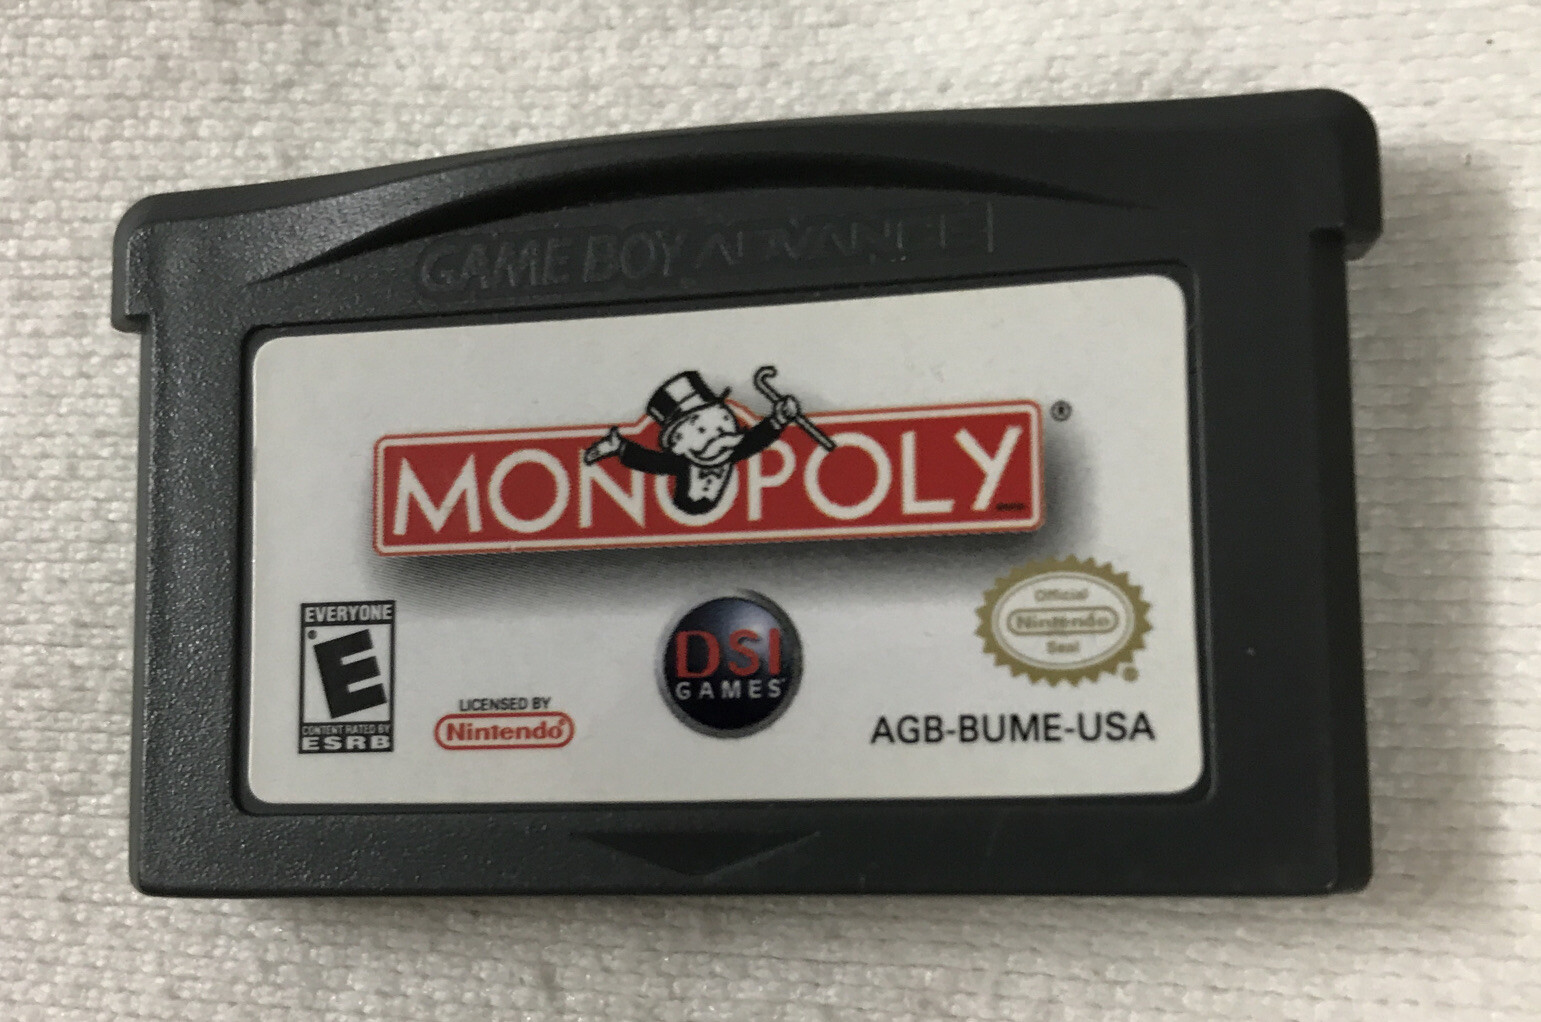 GAME BOY ADVANCE
MONOPOLY®
EVERYONE
E
CONTENT RATED BY
ESRB
LICENSED BY
Nintendo®
DSI
GAMES
Official
Nintendo
Seal
AGB-BUME-USA